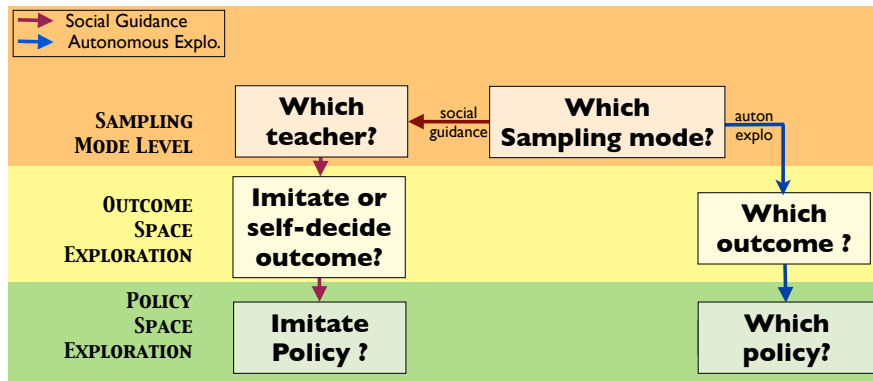 Social Guidance
Autonomous Explo.
Which
teacher?
social
guidance
Which
Sampling mode?
auton
explo
SAMPLING
MODE LEVEL
Imitate or
self-decide
outcome?
OUTCOME
SPACE
EXPLORATION
Which
outcome ?
POLICY
SPACE
EXPLORATION
Imitate
Policy ?
Which
policy?